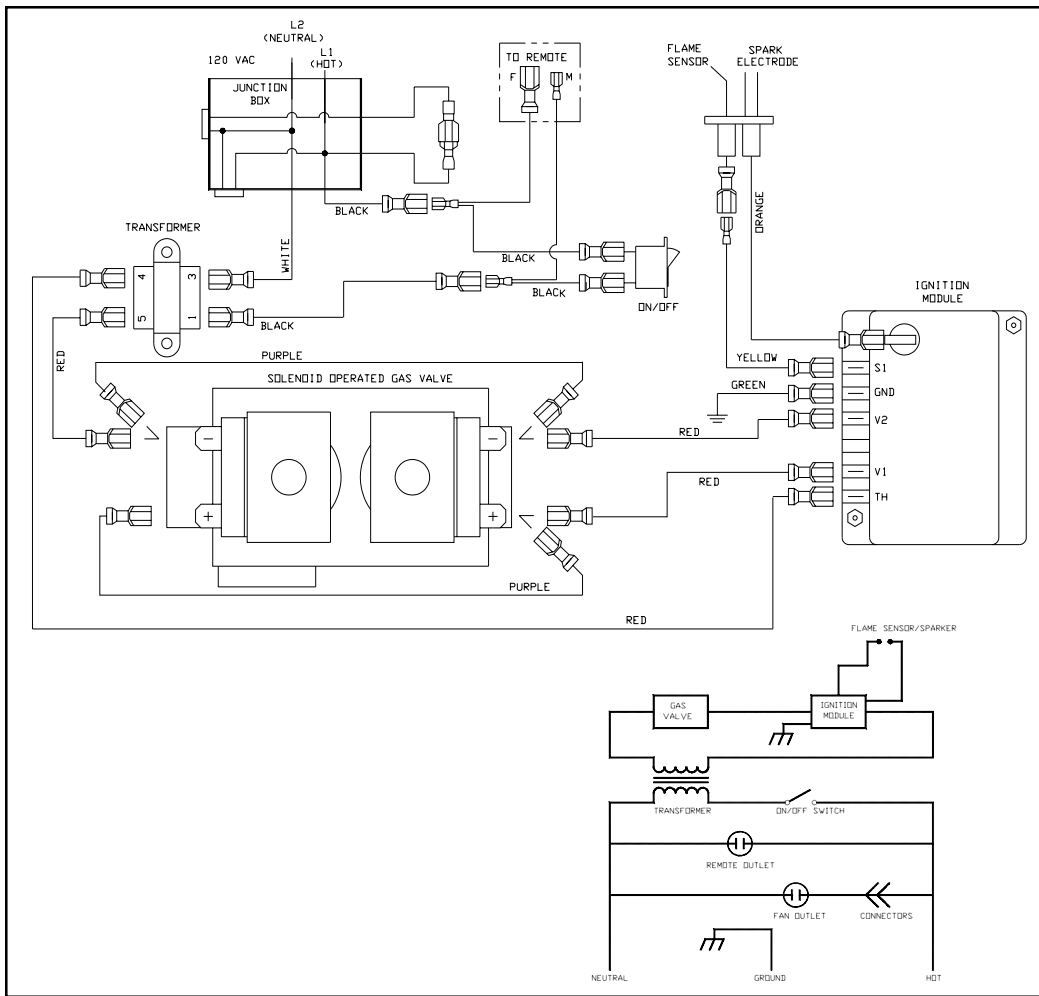 L2
(NEUTRAL)
L1
(HOT)
120 VAC
JUNCTION
BOX
TO REMOTE
F
M
FLAME
SENSOR
SPARK
ELECTRODE
BLACK
ORANGE
TRANSFORMER
WHITE
BLACK
4
3
5
1
BLACK
BLACK
ON/OFF
IGNITION
MODULE
RED
PURPLE
YELLOW
S1
SOLENOID OPERATED GAS VALVE
GREEN
GND
V2
-
-
RED
V1
RED
TH
+
+
PURPLE
RED
FLAME SENSOR/SPARKER
GAS
VALVE
IGNITION
MODULE
TRANSFORMER
ON/OFF SWITCH
REMOTE OUTLET
FAN OUTLET
CONNECTORS
NEUTRAL
GROUND
HOT